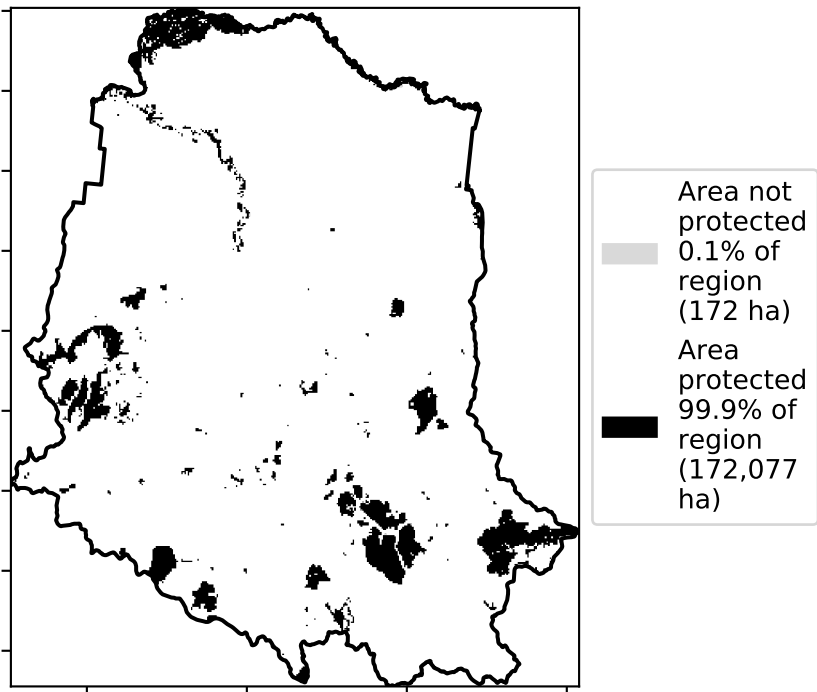 Area not
protected
0.1% of
region
(172 ha)
Area
protected
99.9% of
region
(172,077
ha)